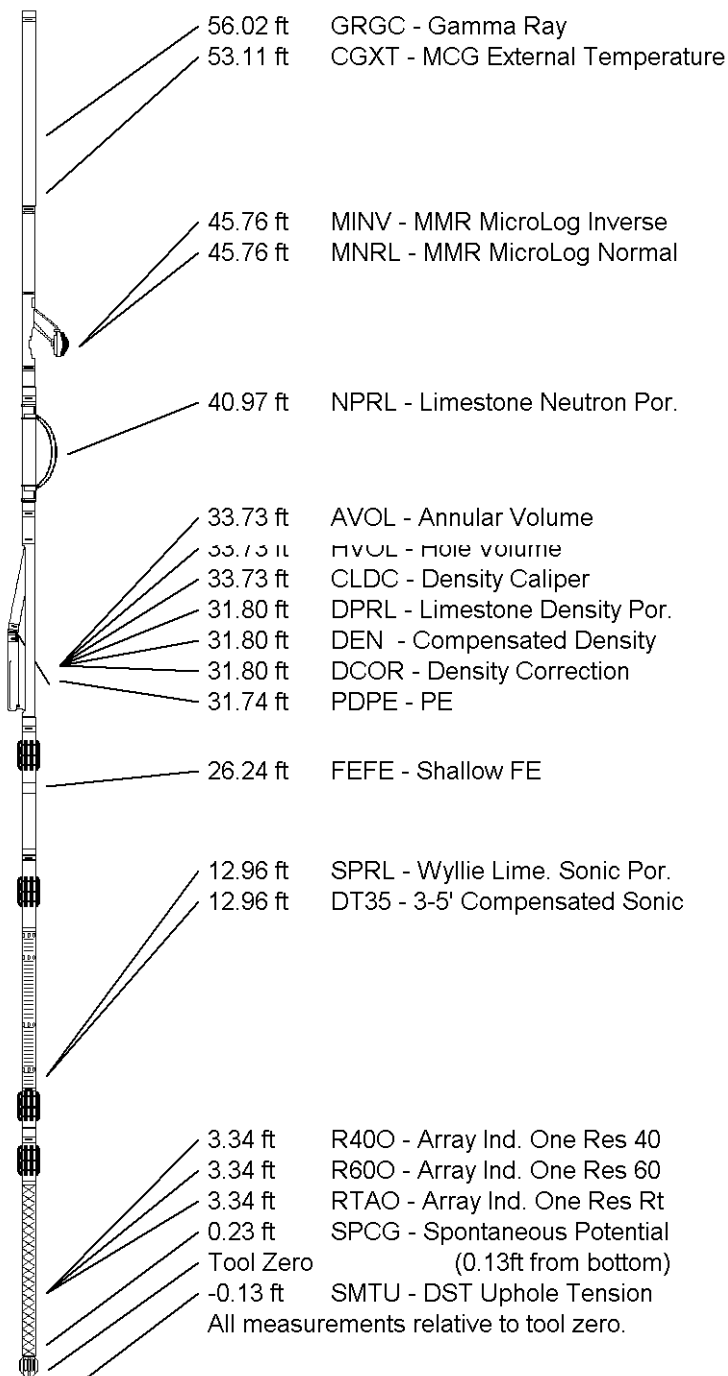 56.02 ft GRGC - Gamma Ray
53.11 ft CGXT - MCG External Temperature
45.76 ft MINV - MMR MicroLog Inverse
45.76 ft MNRL - MMR MicroLog Normal
40.97 ft NPRL - Limestone Neutron Por.
33.73 ft AVOL - Annular Volume
33.73 ft HVOL - Hole Volume
33.73 ft CLDC - Density Caliper
31.80 ft DPRL - Limestone Density Por.
31.80 ft DEN - Compensated Density
31.80 ft DCOR - Density Correction
31.74 ft PDPE - PE
26.24 ft FEFE - Shallow FE
12.96 ft SPRL - Wyllie Lime. Sonic Por.
12.96 ft DT35 - 3-5' Compensated Sonic
3.34 ft R40O - Array Ind. One Res 40
3.34 ft R60O - Array Ind. One Res 60
3.34 ft RTAO - Array Ind. One Res Rt
0.23 ft SPCG - Spontaneous Potential
Tool Zero (0.13ft from bottom)
-0.13 ft SMTU - DST Uphole Tension
All measurements relative to tool zero.